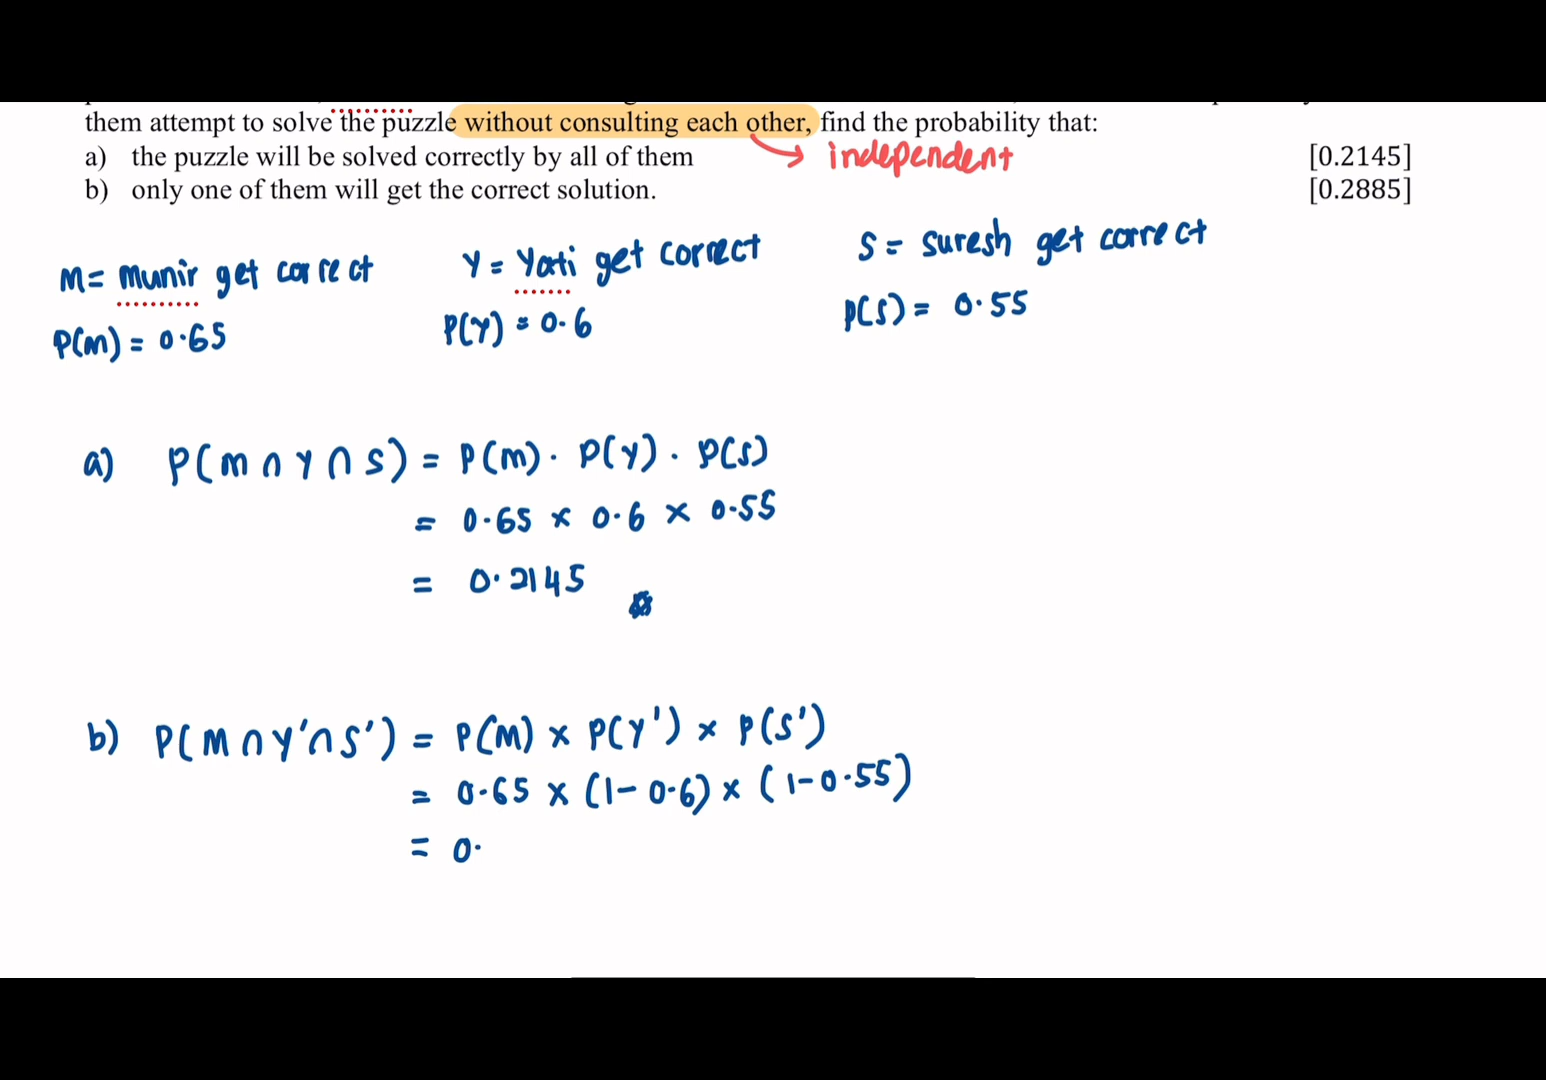 them attempt to solve the puzzle without consulting each other, find the probability that:
a) the puzzle will be solved correctly by all of them [0.2145]
independent
b) only one of them will get the correct solution. [0.2885]
M = Munir get correct
Y = Yati get correct
S = Suresh get correct
P(M) = 0.65
P(Y) = 0.6
P(S) = 0.55
a) P(M ∩ Y ∩ S) = P(M) · P(Y) · P(S)
= 0.65 × 0.6 × 0.55
= 0.2145
b) P(M ∩ Y' ∩ S') = P(M) × P(Y') × P(S')
= 0.65 × (1 - 0.6) × (1 - 0.55)
= 0.